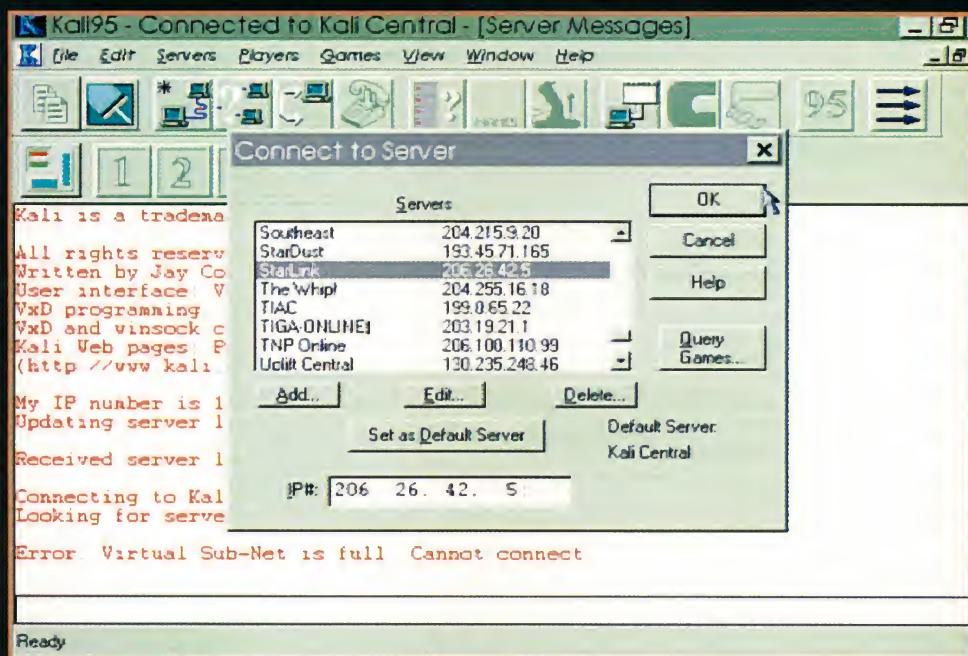 Kali95 - Connected to Kali Central - [Server Messages]
File Edit Servers Players Games View Window Help
95
1 2
Connect to Server
Servers
Southeast 204.215.9.20
StarDust 193.45.71.165
StarLink 206.26.42.5
The Whip! 204.255.16.18
TIAC 199.0.65.22
TIGA-ONLINE! 203.19.21.1
TNP Online 206.100.110.99
Uplift Central 130.235.248.46
OK
Cancel
Help
Query
Games...
Add... Edit... Delete...
Set as Default Server
Default Server:
Kali Central
IP#: 206 26. 42. 5
Kali is a tradema
All rights reserv
Written by Jay Co
User interface: V
VxD programming
VxD and winsock c
Kali Web pages: P
(http //www kali
My IP number is 1
Updating server l
Received server l
Connecting to Kal
Looking for serve
Error Virtual Sub-Net is full Cannot connect
Ready